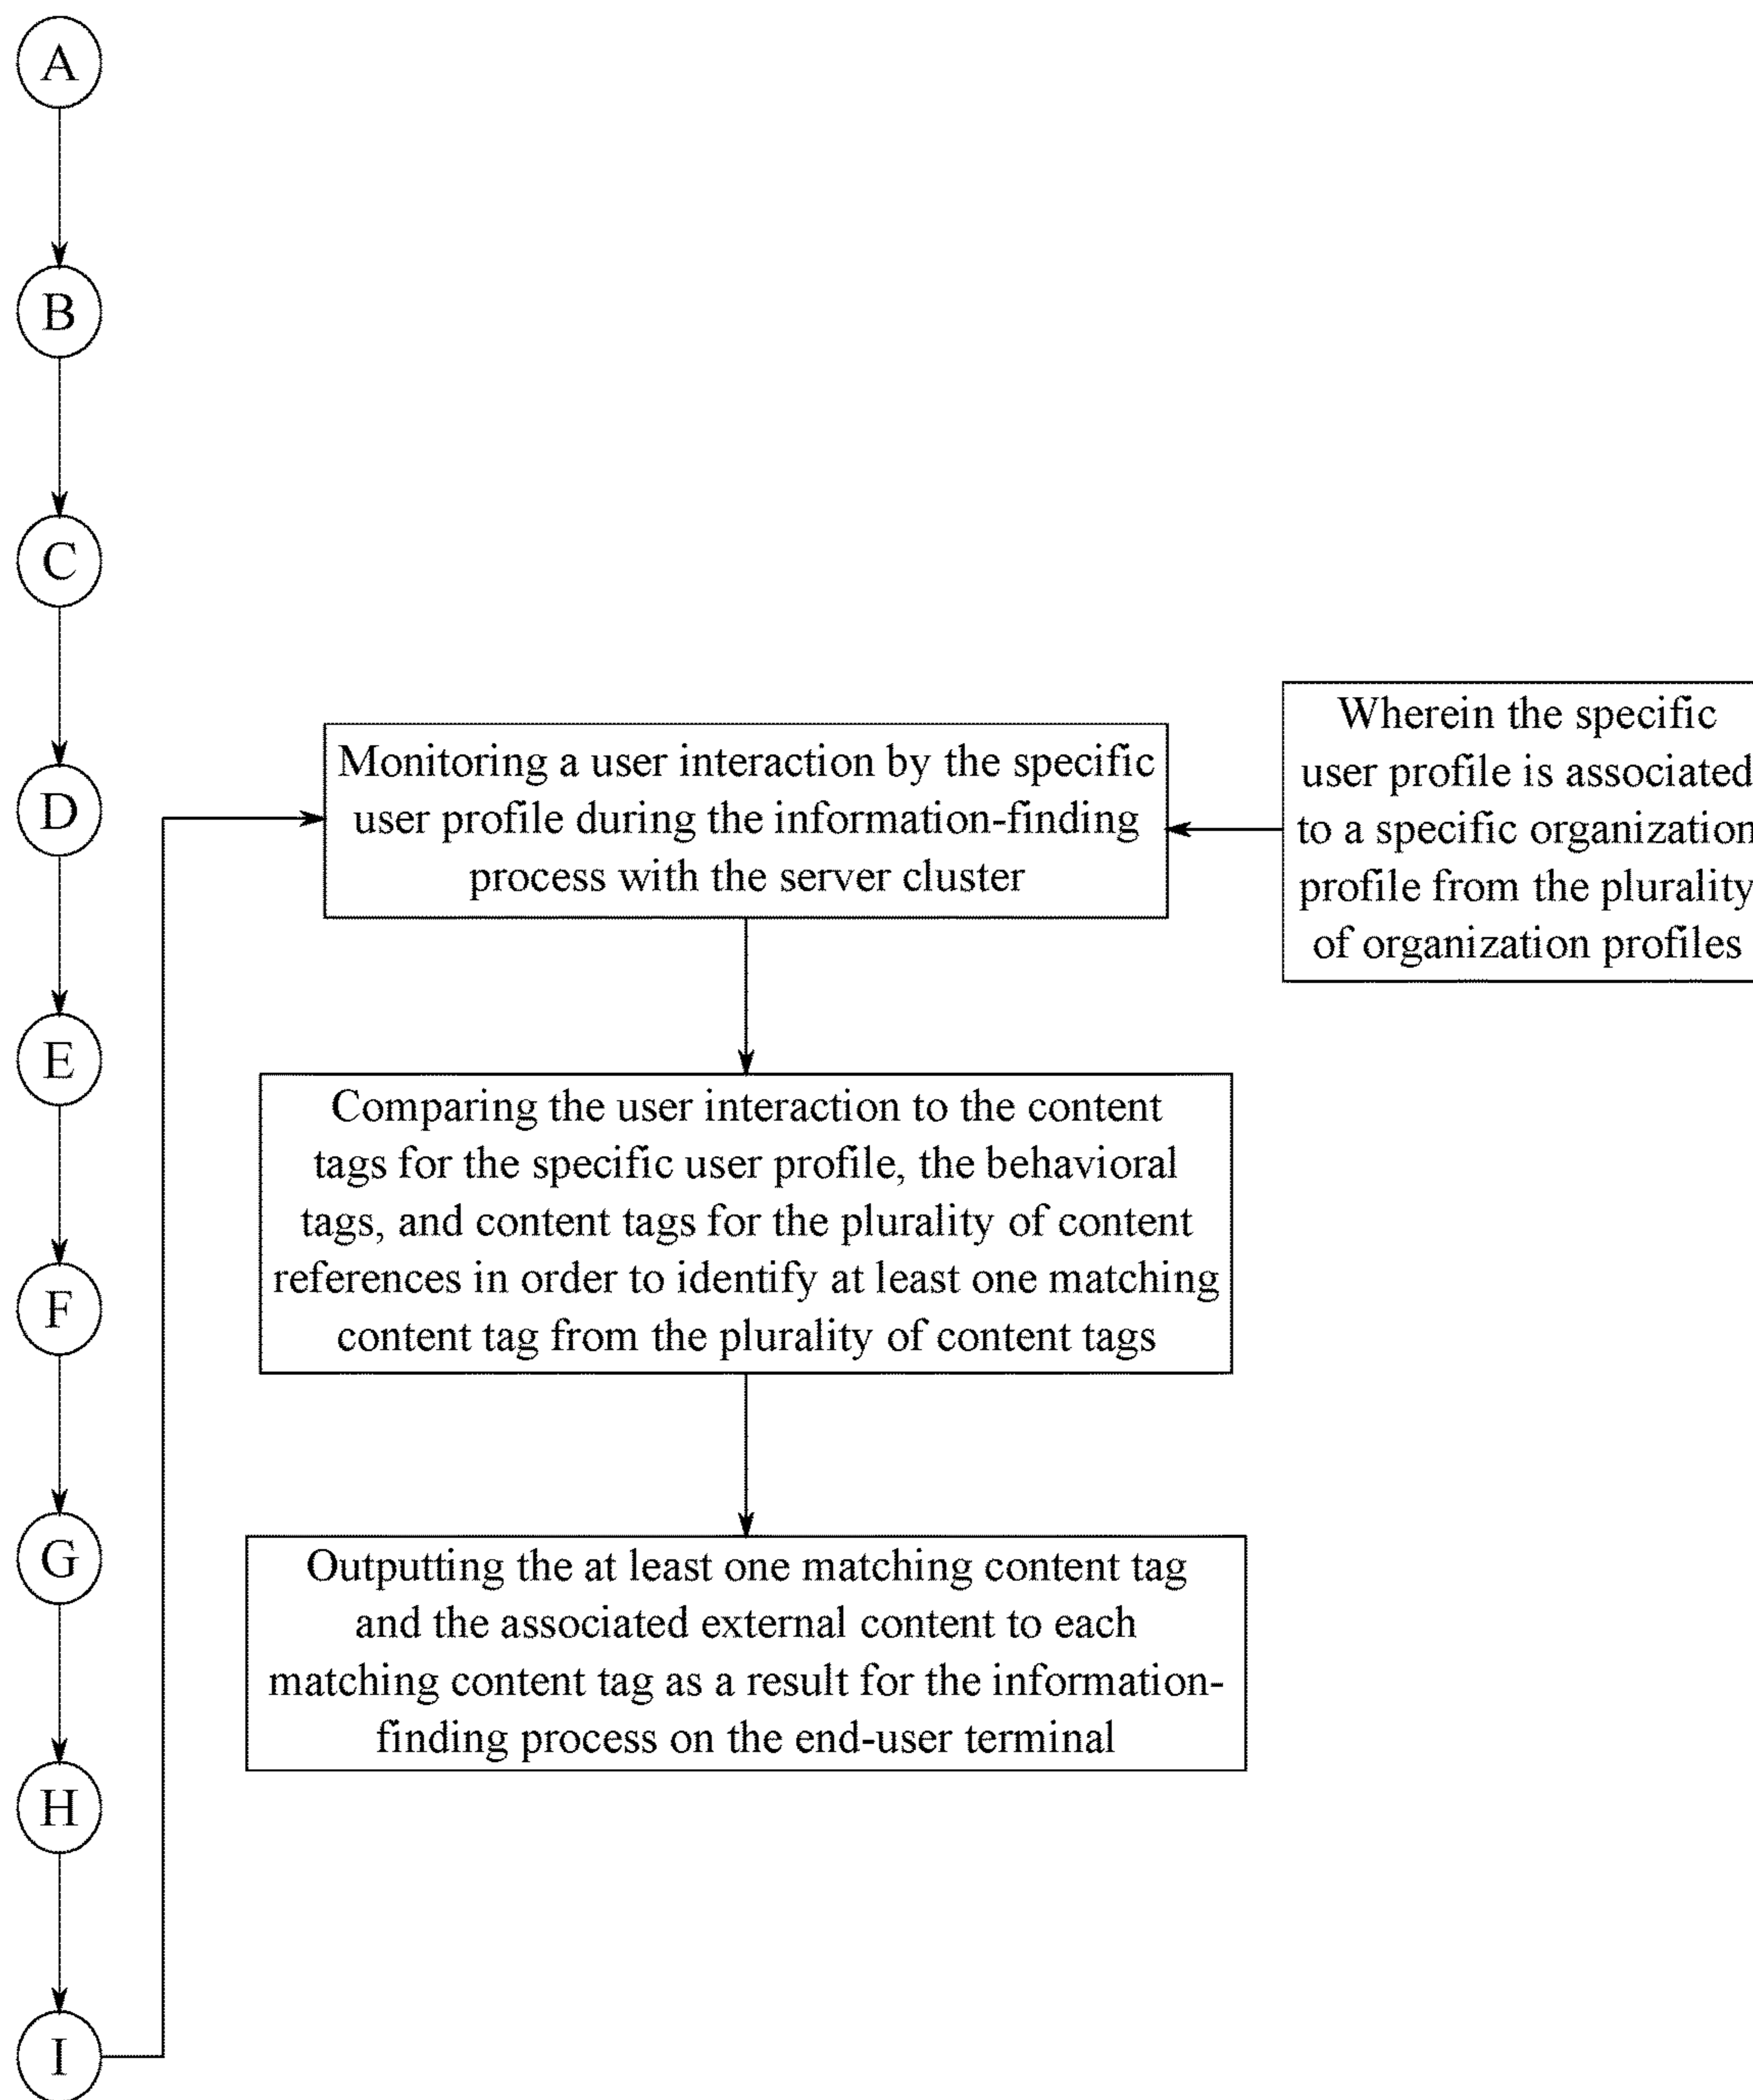 A
B
C
D
E
F
G
H
I
Monitoring a user interaction by the specific
user profile during the information-finding
process with the server cluster
Wherein the specific
user profile is associated
to a specific organization
profile from the plurality
of organization profiles
Comparing the user interaction to the content
tags for the specific user profile, the behavioral
tags, and content tags for the plurality of content
references in order to identify at least one matching
content tag from the plurality of content tags
Outputting the at least one matching content tag
and the associated external content to each
matching content tag as a result for the information-
finding process on the end-user terminal